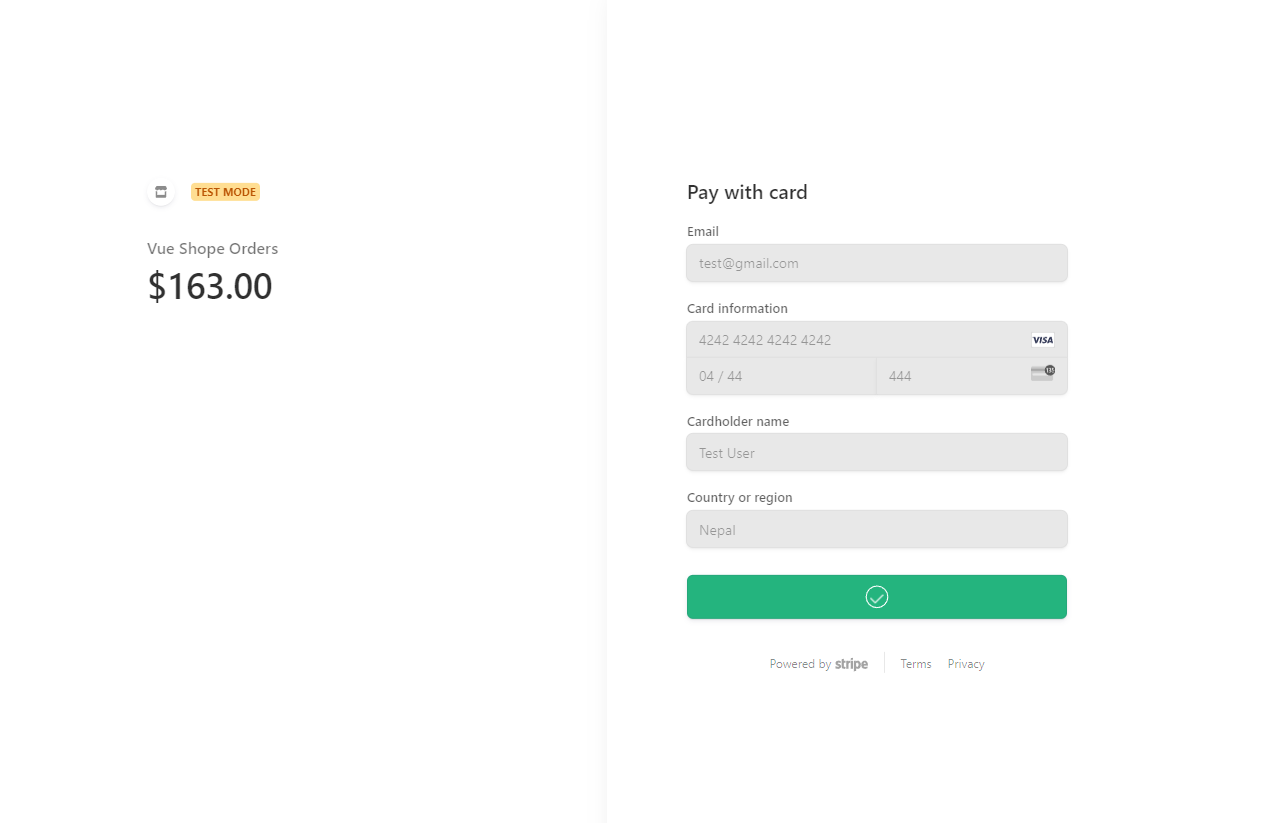 TEST MODE
Vue Shope Orders
$163.00
Pay with card
Email
test@gmail.com
Card information
4242 4242 4242 4242 VISA
04 / 44 444 135
Cardholder name
Test User
Country or region
Nepal
Powered by stripe Terms Privacy